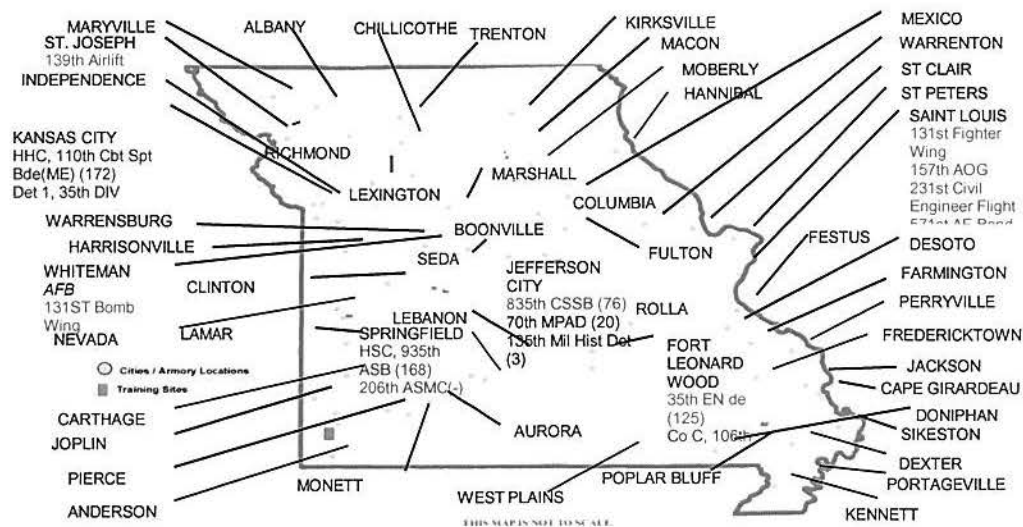 MARYVILLE
ST. JOSEPH
139th Airlift
INDEPENDENCE
ALBANY
CHILLICOTHE
TRENTON
KIRKSVILLE
MACON
MOBERLY
HANNIBAL
MEXICO
WARRENTON
ST CLAIR
ST PETERS
SAINT LOUIS
131st Fighter
Wing
157th AOG
231st Civil
Engineer Flight
KANSAS CITY
HHC, 110th Cbt Spt
Bde(ME) (172)
Det 1, 35th DIV
RICHMOND
LEXINGTON
MARSHALL
COLUMBIA
WARRENSBURG
HARRISONVILLE
WHITEMAN
AFB
131ST Bomb
Wing
NEVADA
BOONVILLE
SEDA
CLINTON
LAMAR
FULTON
FESTUS
DESOTO
FARMINGTON
PERRYVILLE
FREDERICKTOWN
JACKSON
CAPE GIRARDEAU
DONIPHAN
SIKESTON
DEXTER
PORTAGEVILLE
KENNETT
JEFFERSON
CITY
835th CSSB (76)
70th MPAD (20)
135th Mil Hist Det
(3)
ROLLA
LEBANON
SPRINGFIELD
HSC, 935th
ASB (168)
206th ASMC(-)
FORT
LEONARD
WOOD
35th EN de
(125)
Co C, 106th
Cities / Armory Locations
Training Sites
CARTHAGE
JOPLIN
PIERCE
ANDERSON
MONETT
AURORA
WEST PLAINS
POPLAR BLUFF
THIS MAP IS NOT TO SCALE